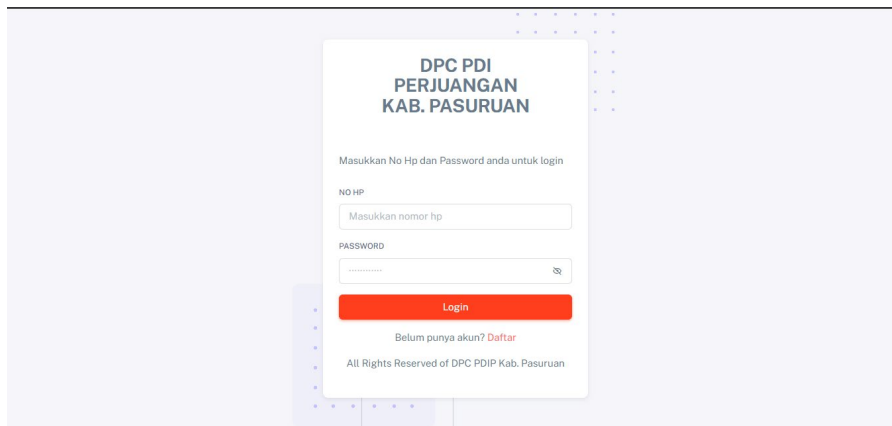 DPC PDI
PERJUANGAN
KAB. PASURUAN
Masukkan No Hp dan Password anda untuk login
NO HP
Masukkan nomor hp
PASSWORD
············
Login
Belum punya akun? Daftar
All Rights Reserved of DPC PDIP Kab. Pasuruan